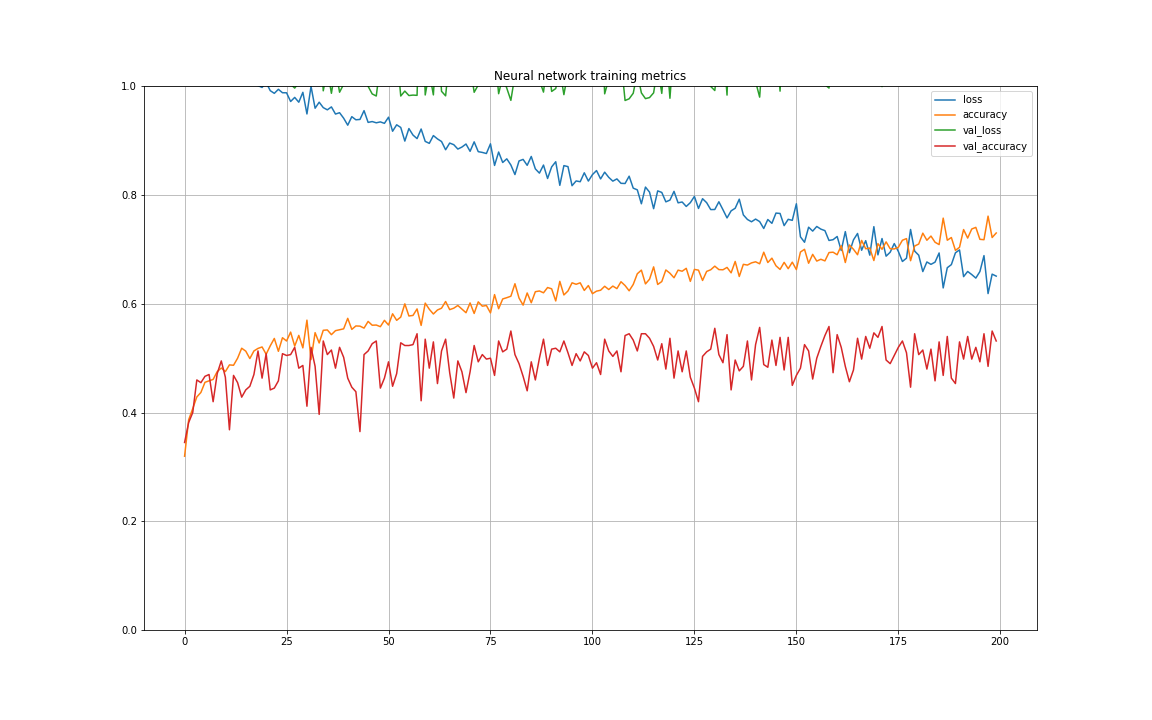 Neural network training metrics
1.0
0.8
0.6
0.4
0.2
0.0
loss
accuracy
val_loss
val_accuracy
0 25 50 75 100 125 150 175 200